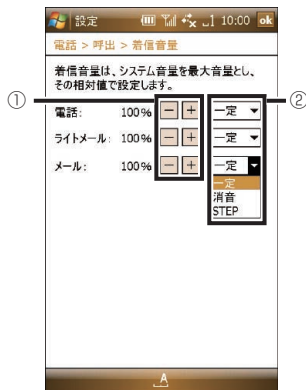 設定 10:00 ok
電話 > 呼出 > 着信音量
着信音量は、システム音量を最大音量とし、
その相対値で設定します。
① ②
電話: 100% − + 一定
ライトメール: 100% − + 一定
メール: 100% − + 一定
一定
消音
STEP
A